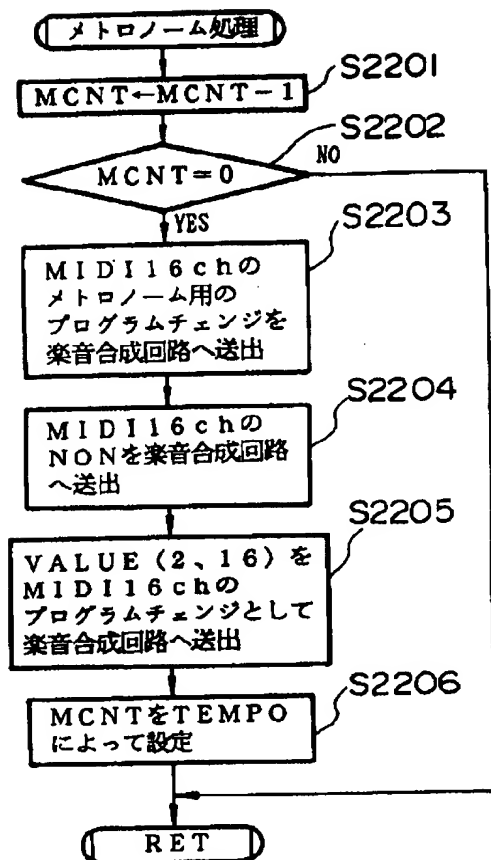 メトロノーム処理
S2201
MCNT←MCNT-1
S2202
MCNT=0
NO
YES
S2203
MIDI16chの
メトロノーム用の
プログラムチェンジを
楽音合成回路へ送出
S2204
MIDI16chの
NONを楽音合成回路
へ送出
S2205
VALUE(2、16)を
MIDI16chの
プログラムチェンジとして
楽音合成回路へ送出
S2206
MCNTをTEMPO
によって設定
RET